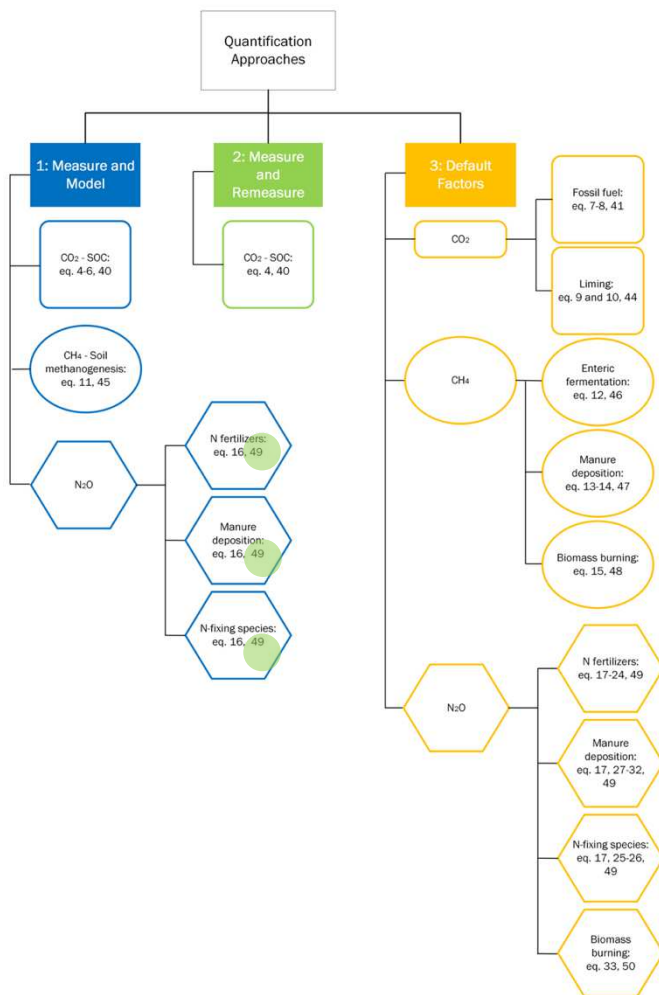 Quantification
Approaches
1: Measure and
Model
2: Measure
and
Remeasure
3: Default
Factors
CO₂ - SOC:
eq. 4-6, 40
CH₄ - Soil
methanogenesis:
eq. 11, 45
N₂O
N fertilizers:
eq. 16, 49
Manure
deposition:
eq. 16, 49
N-fixing species:
eq. 16, 49
CO₂ - SOC:
eq. 4, 40
CO₂
Fossil fuel:
eq. 7-8, 41
Liming:
eq. 9 and 10, 44
CH₄
Enteric
fermentation:
eq. 12, 46
Manure
deposition:
eq. 13-14, 47
Biomass burning:
eq. 15, 48
N₂O
N fertilizers:
eq. 17-24, 49
Manure
deposition:
eq. 17, 27-32,
49
N-fixing species:
eq. 17, 25-26,
49
Biomass
burning:
eq. 33, 50